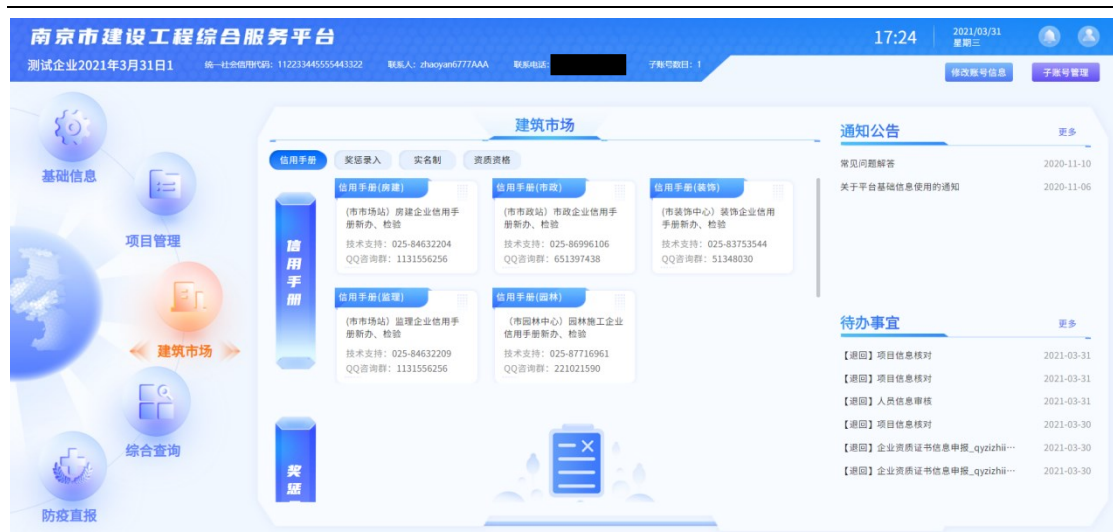 南京市建设工程综合服务平台
17:24
2021/03/31
星期三
测试企业2021年3月31日1 统一社会信用代码: 112233445555443322 联系人: zhaoyan6777AAA 联系电话: 子账号数目: 1
修改账号信息 子账号管理
基础信息
项目管理
建筑市场
综合查询
防疫直报
建筑市场
信用手册 奖惩录入 实名制 资质资格
信用手册
信用手册(房建)
(市市场站) 房建企业信用手
册新办、检验
技术支持: 025-84632204
QQ咨询群: 1131556256
信用手册(市政)
(市市政站) 市政企业信用手
册新办、检验
技术支持: 025-86996106
QQ咨询群: 651397438
信用手册(装饰)
(市装饰中心) 装饰企业信用
手册新办、检验
技术支持: 025-83753544
QQ咨询群: 51348030
信用手册(监理)
(市市场站) 监理企业信用手
册新办、检验
技术支持: 025-84632209
QQ咨询群: 1131556256
信用手册(园林)
(市园林中心) 园林施工企业
信用手册新办、检验
技术支持: 025-87716961
QQ咨询群: 221021590
奖惩
通知公告 更多
常见问题解答 2020-11-10
关于平台基础信息使用的通知 2020-11-06
待办事宜 更多
【退回】项目信息核对 2021-03-31
【退回】项目信息核对 2021-03-31
【退回】人员信息审核 2021-03-31
【退回】项目信息核对 2021-03-30
【退回】企业资质证书信息申报_qyzizhii… 2021-03-30
【退回】企业资质证书信息申报_qyzizhii… 2021-03-30